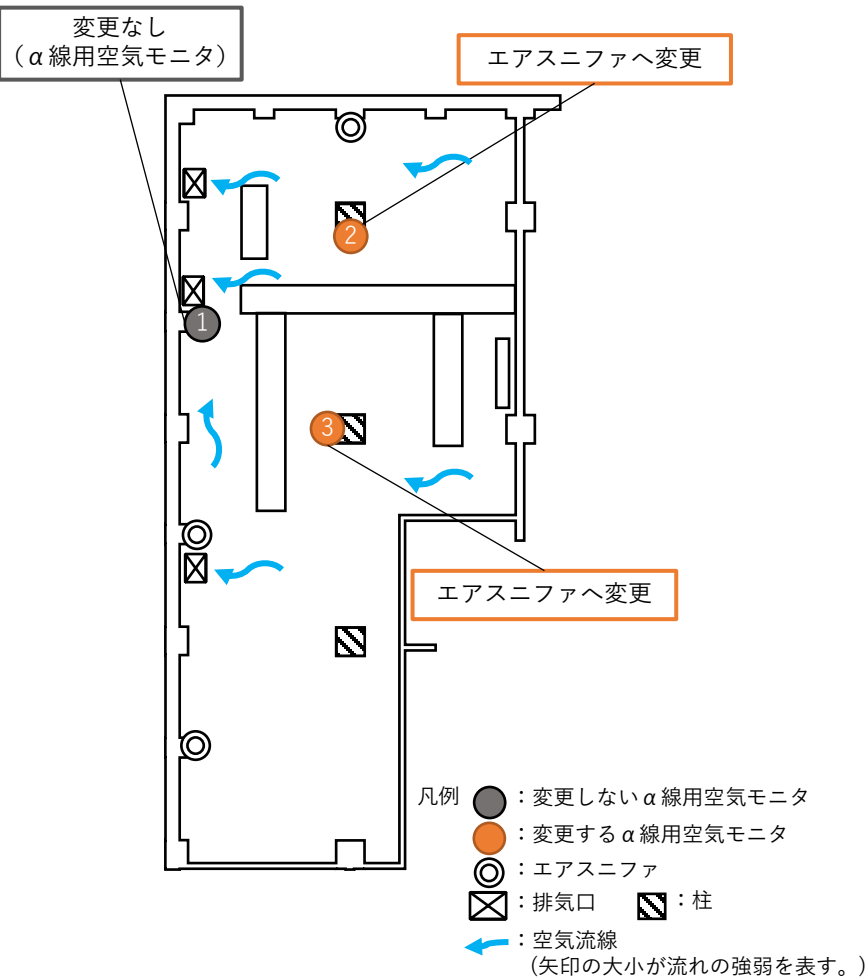 変更なし
（α線用空気モニタ）
エアスニファへ変更
2
1
3
エアスニファへ変更
凡例
：変更しないα線用空気モニタ
：変更するα線用空気モニタ
：エアスニファ
：排気口
：柱
：空気流線
(矢印の大小が流れの強弱を表す。)